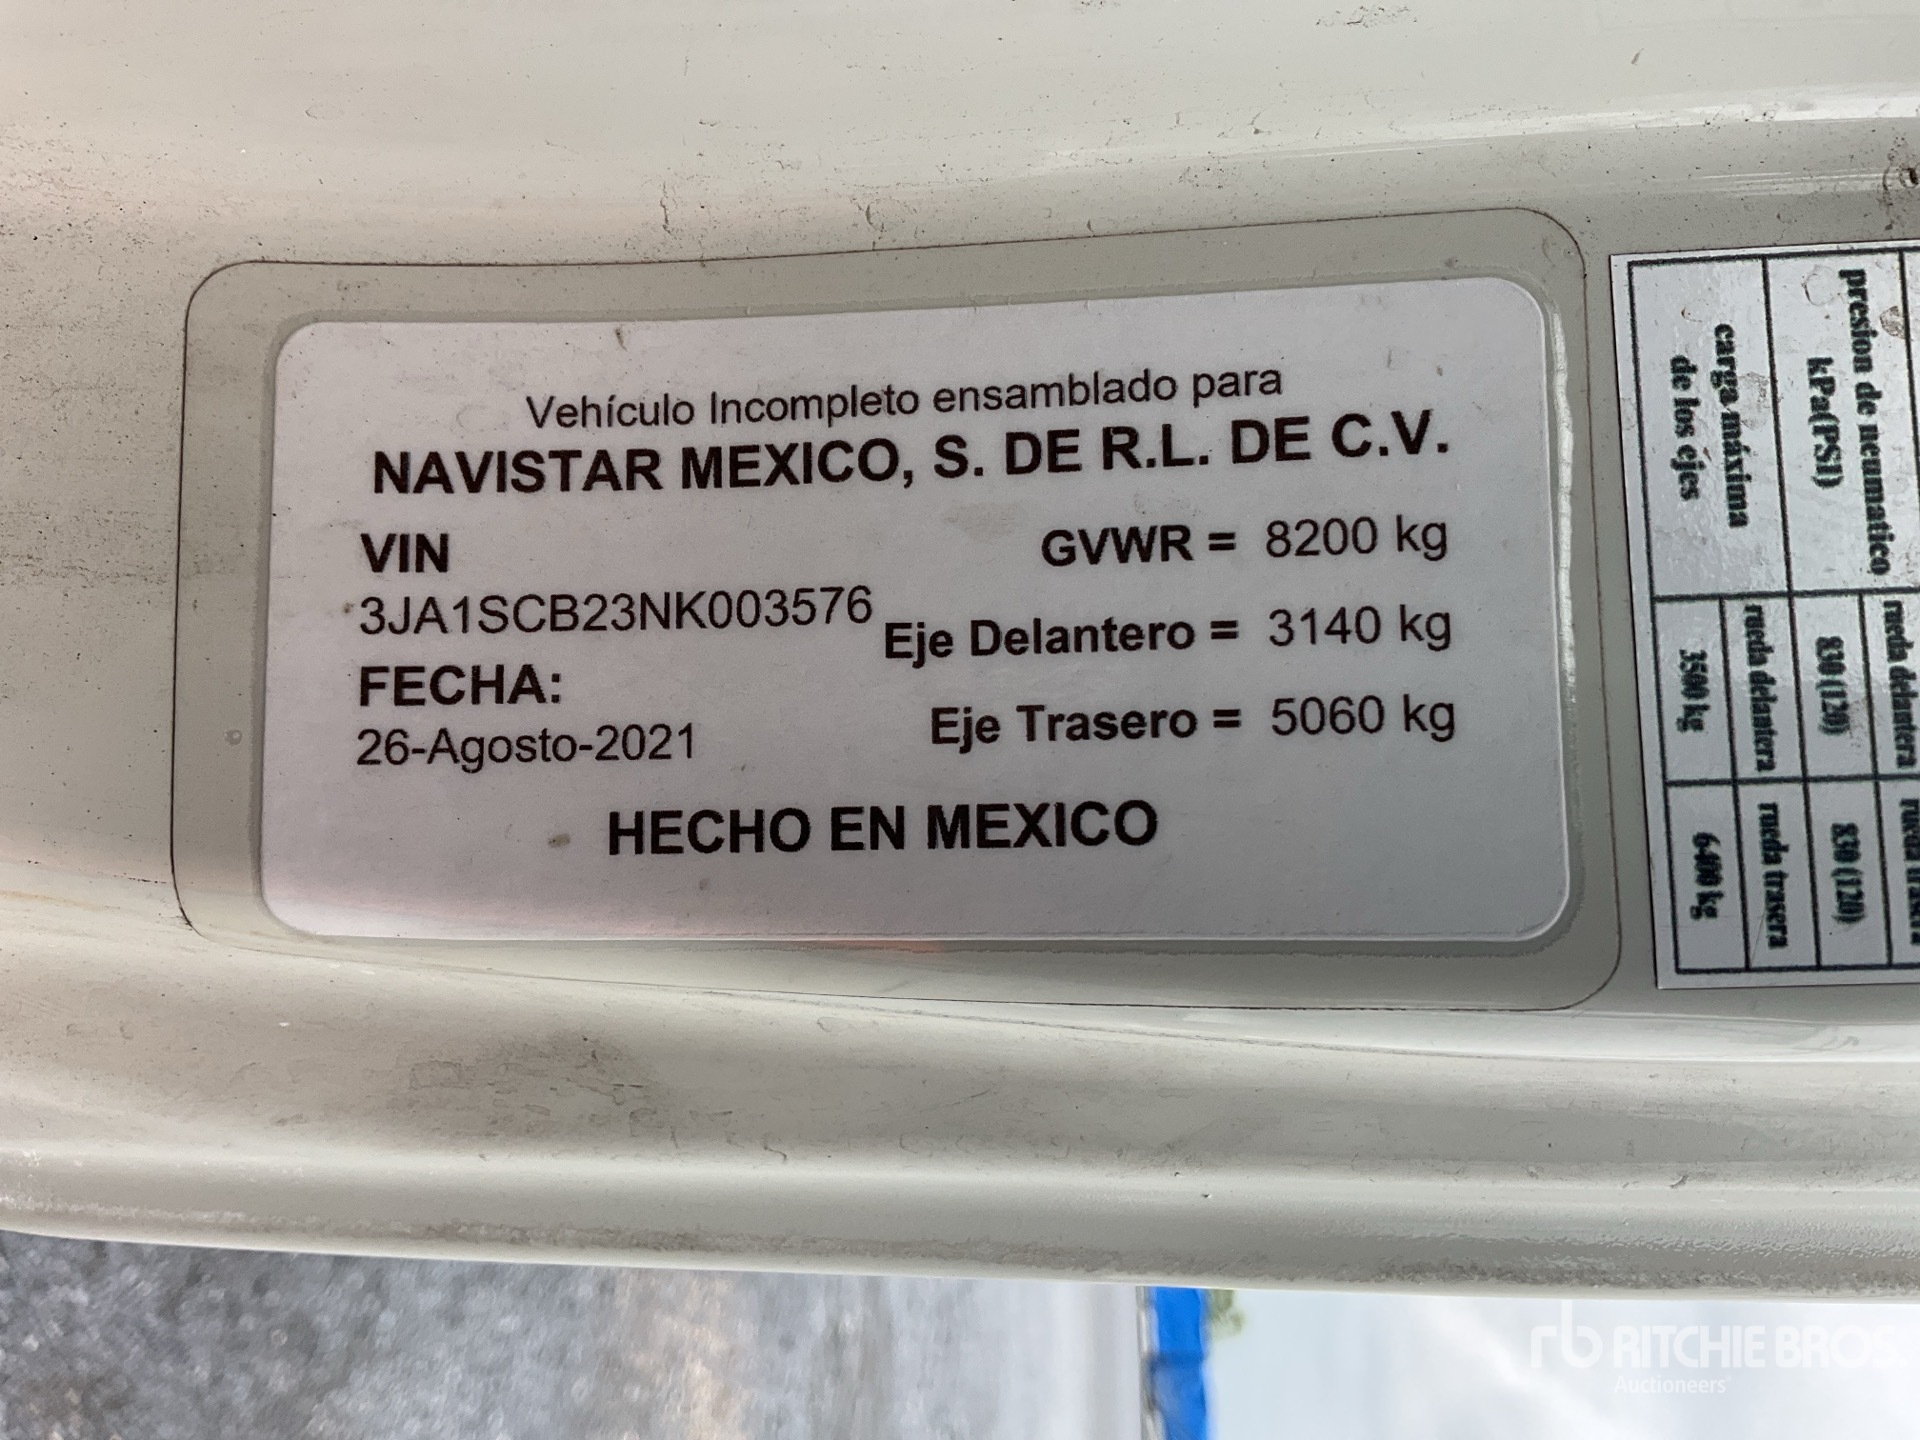 Vehículo Incompleto ensamblado para
NAVISTAR MEXICO, S. DE R.L. DE C.V.
VIN
3JA1SCB23NK003576
FECHA:
26-Agosto-2021
GVWR = 8200 kg
Eje Delantero = 3140 kg
Eje Trasero = 5060 kg
HECHO EN MEXICO
presion de neumatico
kPa(PSI)
rueda delantera
830 (120)
830 (120)
carga máxima
de los ejes
rueda delantera
rueda trasera
3500 kg
6400 kg
rb RITCHIE BROS.
Auctioneers